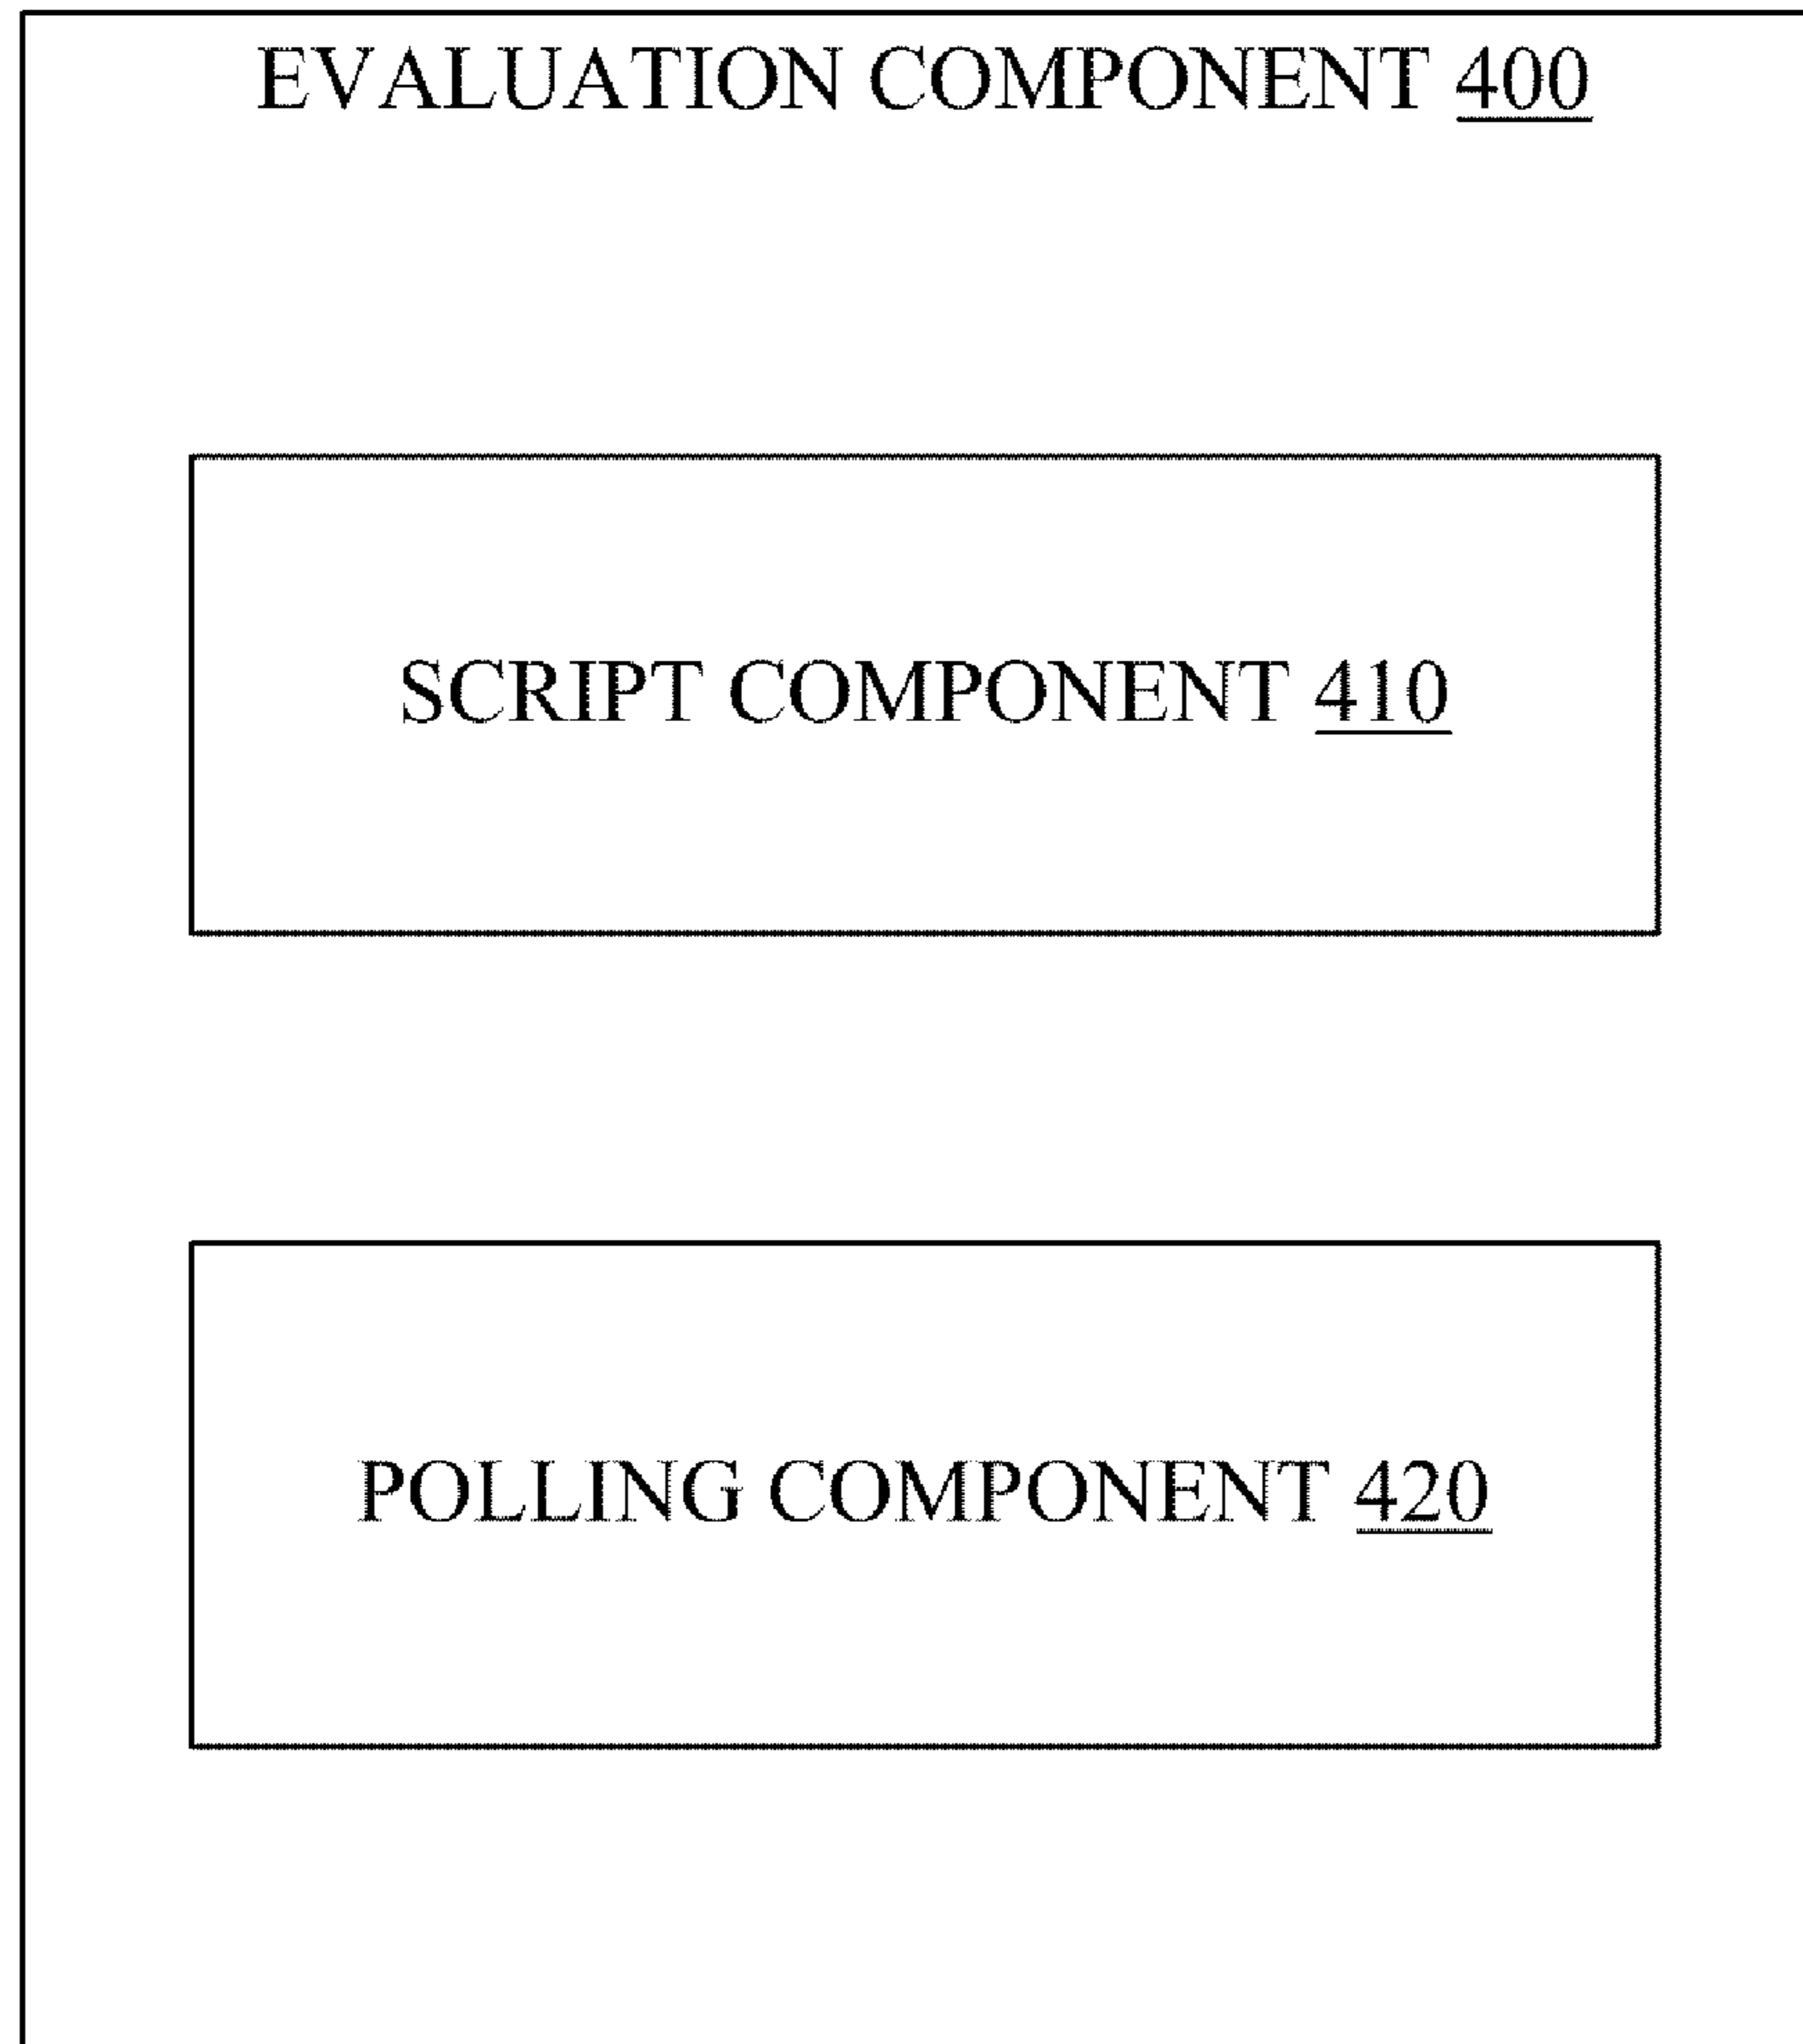 EVALUATION COMPONENT 400
SCRIPT COMPONENT 410
POLLING COMPONENT 420